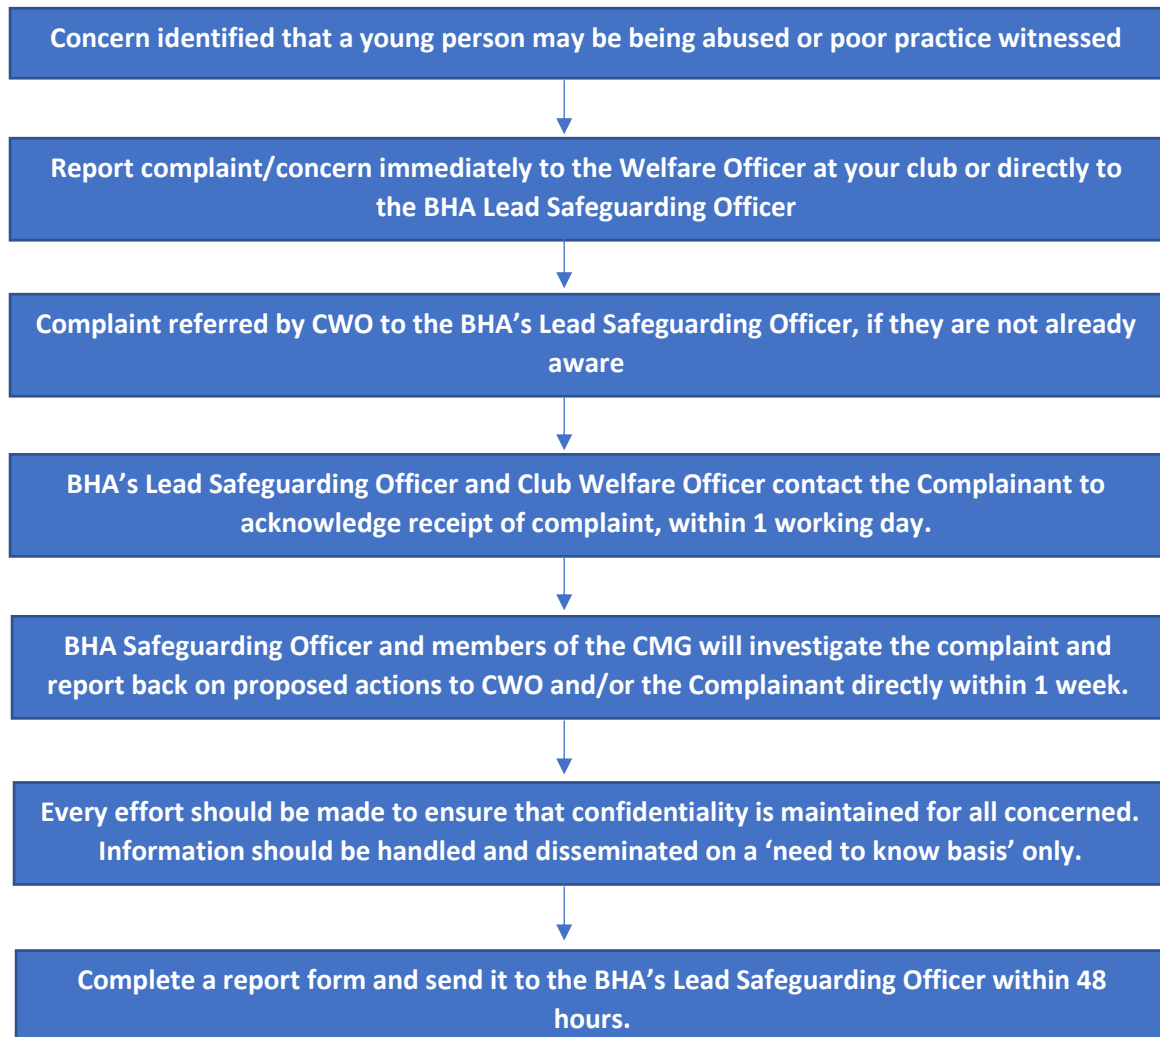 Concern identified that a young person may be being abused or poor practice witnessed
Report complaint/concern immediately to the Welfare Officer at your club or directly to
the BHA Lead Safeguarding Officer
Complaint referred by CWO to the BHA’s Lead Safeguarding Officer, if they are not already
aware
BHA’s Lead Safeguarding Officer and Club Welfare Officer contact the Complainant to
acknowledge receipt of complaint, within 1 working day.
BHA Safeguarding Officer and members of the CMG will investigate the complaint and
report back on proposed actions to CWO and/or the Complainant directly within 1 week.
Every effort should be made to ensure that confidentiality is maintained for all concerned.
Information should be handled and disseminated on a ‘need to know basis’ only.
Complete a report form and send it to the BHA’s Lead Safeguarding Officer within 48
hours.